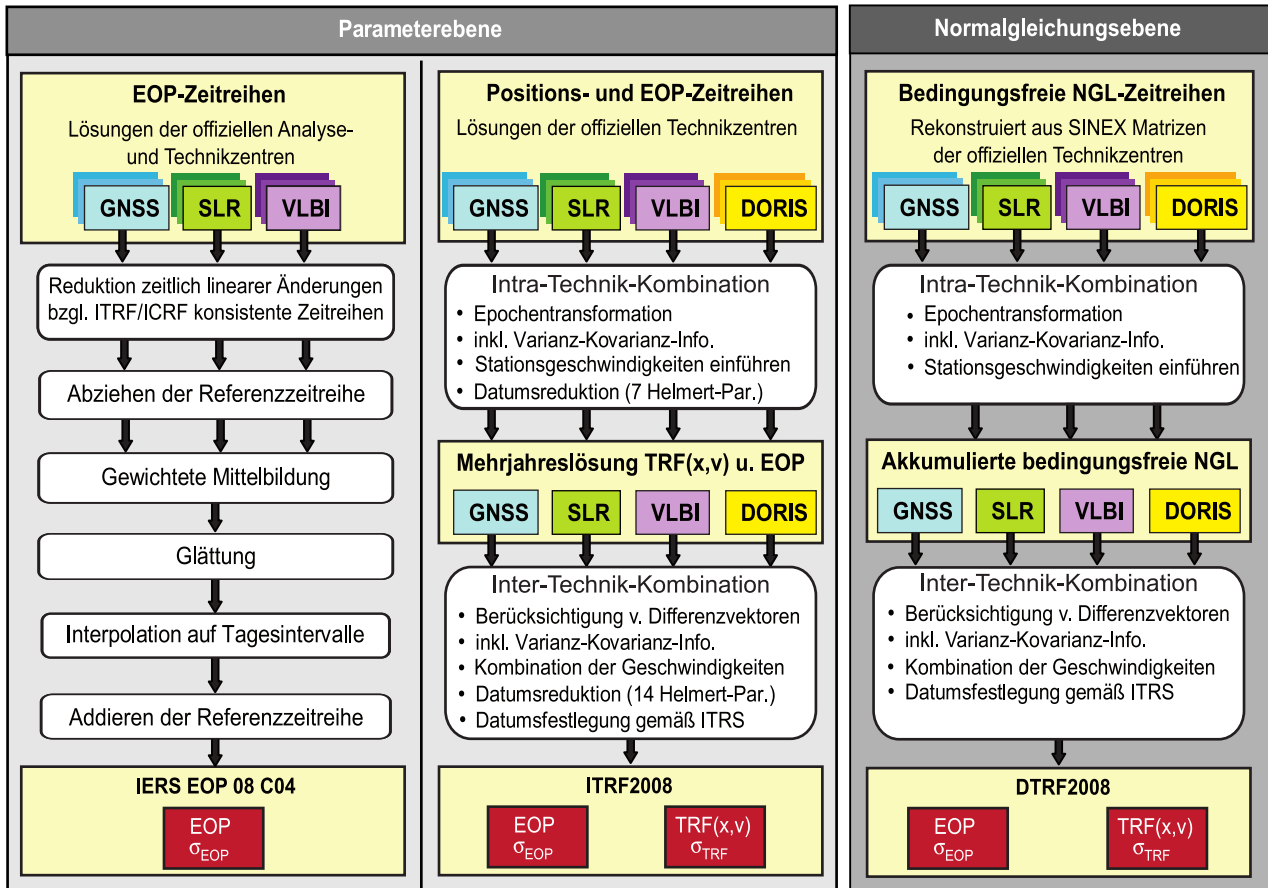 Parameterebene
EOP-Zeitreihen
Lösungen der offiziellen Analyse-
und Technikzentren
GNSS
SLR
VLBI
Reduktion zeitlich linearer Änderungen
bzgl. ITRF/ICRF konsistente Zeitreihen
Abziehen der Referenzzeitreihe
Gewichtete Mittelbildung
Glättung
Interpolation auf Tagesintervalle
Addieren der Referenzzeitreihe
IERS EOP 08 C04
EOP
σEOP
Positions- und EOP-Zeitreihen
Lösungen der offiziellen Technikzentren
GNSS
SLR
VLBI
DORIS
Intra-Technik-Kombination
• Epochentransformation
• inkl. Varianz-Kovarianz-Info.
• Stationsgeschwindigkeiten einführen
• Datumsreduktion (7 Helmert-Par.)
Mehrjahreslösung TRF(x,v) u. EOP
GNSS
SLR
VLBI
DORIS
Inter-Technik-Kombination
• Berücksichtigung v. Differenzvektoren
• inkl. Varianz-Kovarianz-Info.
• Kombination der Geschwindigkeiten
• Datumsreduktion (14 Helmert-Par.)
• Datumsfestlegung gemäß ITRS
ITRF2008
EOP
σEOP
TRF(x,v)
σTRF
Normalgleichungsebene
Bedingungsfreie NGL-Zeitreihen
Rekonstruiert aus SINEX Matrizen
der offiziellen Technikzentren
GNSS
SLR
VLBI
DORIS
Intra-Technik-Kombination
• Epochentransformation
• inkl. Varianz-Kovarianz-Info.
• Stationsgeschwindigkeiten einführen
Akkumulierte bedingungsfreie NGL
GNSS
SLR
VLBI
DORIS
Inter-Technik-Kombination
• Berücksichtigung v. Differenzvektoren
• inkl. Varianz-Kovarianz-Info.
• Kombination der Geschwindigkeiten
• Datumsfestlegung gemäß ITRS
DTRF2008
EOP
σEOP
TRF(x,v)
σTRF